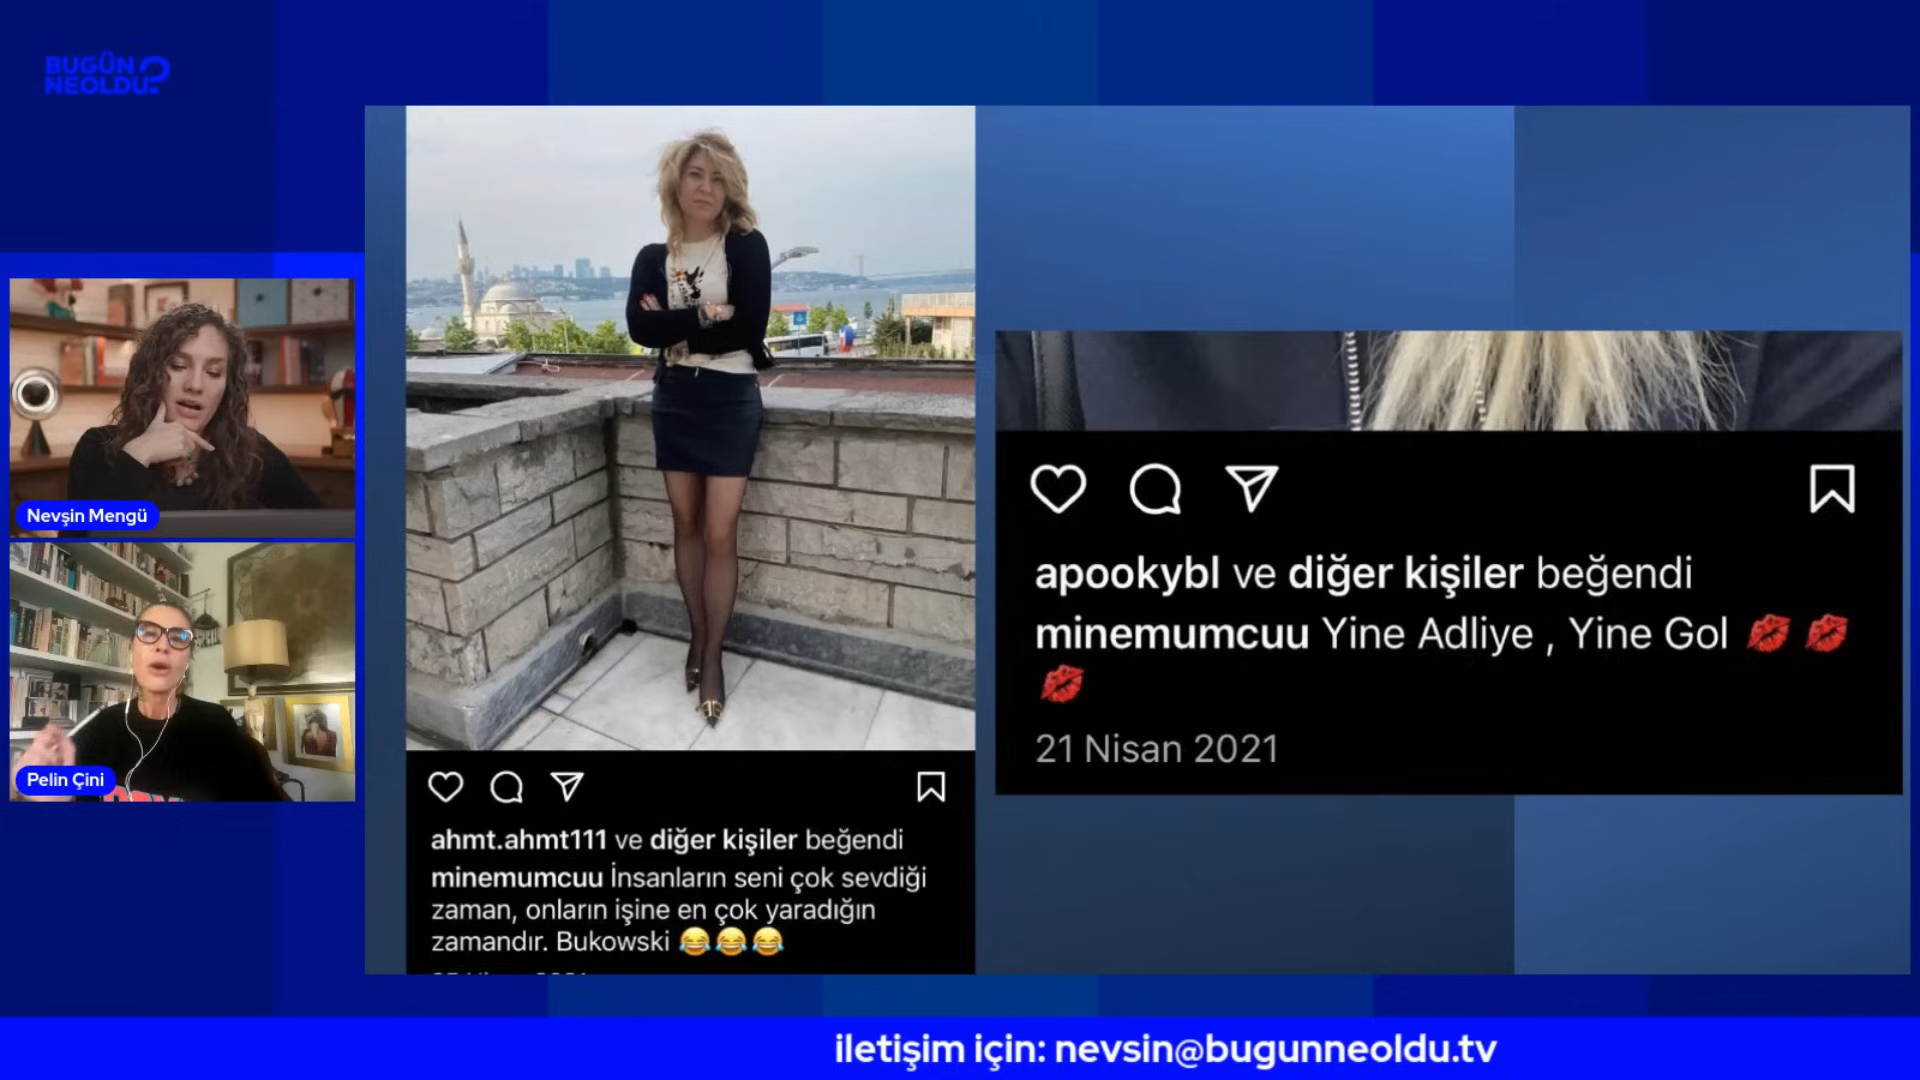 BUGÜN
NEOLDU?
Nevşin Mengü
Pelin Çini
ahmt.ahmt111 ve diğer kişiler beğendi
minemumcuu İnsanların seni çok sevdiği
zaman, onların işine en çok yaradığın
zamandır. Bukowski 😂😂😂
apookybl ve diğer kişiler beğendi
minemumcuu Yine Adliye , Yine Gol 💋 💋
💋
21 Nisan 2021
iletişim için: nevsin@bugunneoldu.tv